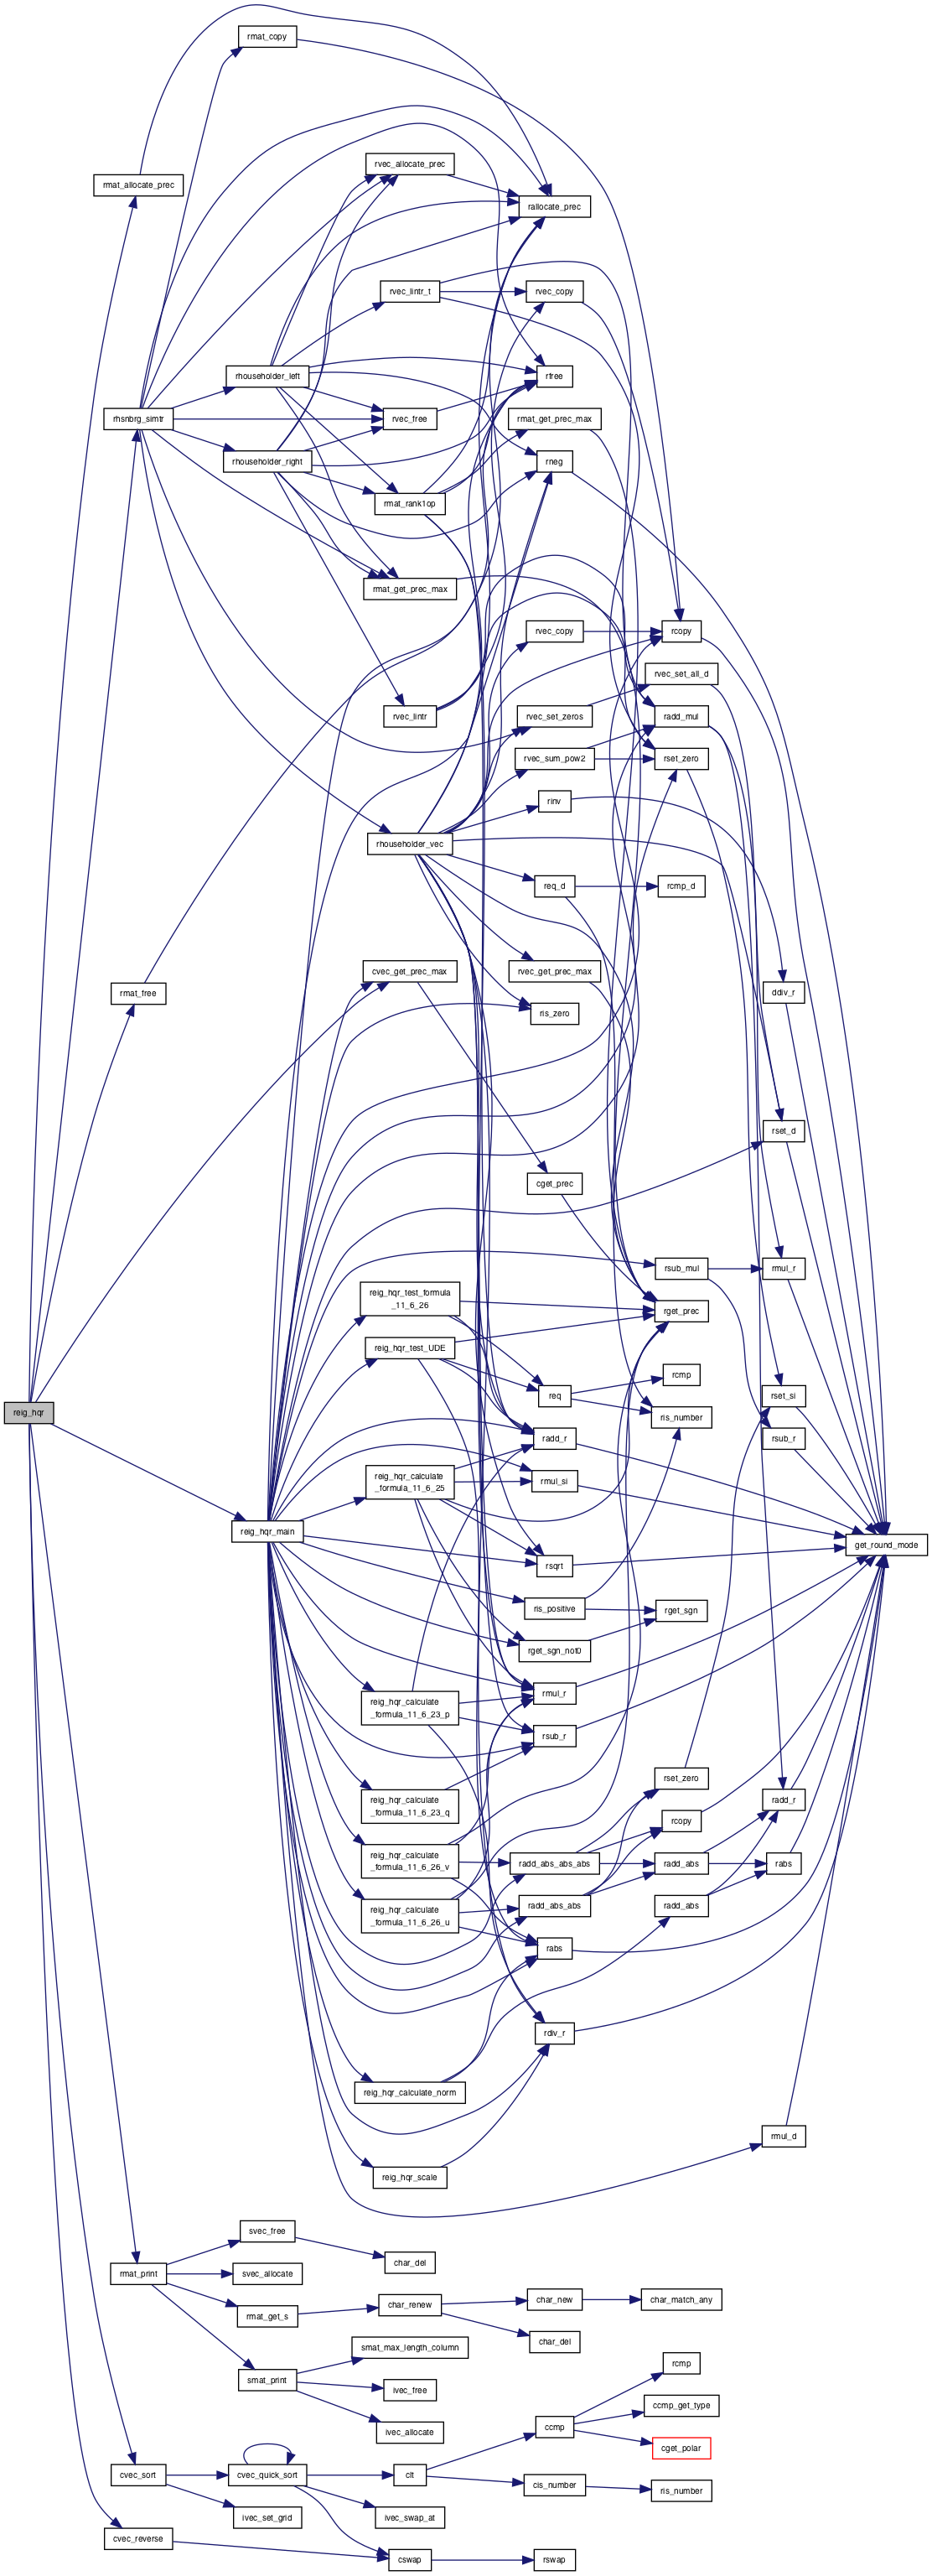 rmat_copy
rvec_allocate_prec
rmat_allocate_prec
rallocate_prec
rvec_lintr_t
rvec_copy
rhouseholder_left
rfree
rhsnbrg_simtr
rvec_free
rmat_get_prec_max
rhouseholder_right
rneg
rmat_rank1op
rmat_get_prec_max
rvec_copy
rcopy
rvec_set_all_d
rvec_lintr
rvec_set_zeros
radd_mul
rvec_sum_pow2
rset_zero
rinv
rhouseholder_vec
req_d
rcmp_d
cvec_get_prec_max
rvec_get_prec_max
rmat_free
ddiv_r
ris_zero
rset_d
cget_prec
rsub_mul
rmul_r
reig_hqr_test_formula
_11_6_26
rget_prec
reig_hqr_test_UDE
rcmp
req
rset_si
reig_hqr
ris_number
radd_r
rsub_r
reig_hqr_calculate
_formula_11_6_25
rmul_si
reig_hqr_main
get_round_mode
rsqrt
ris_positive
rget_sgn
rget_sgn_not0
reig_hqr_calculate
_formula_11_6_23_p
rmul_r
rsub_r
rset_zero
reig_hqr_calculate
_formula_11_6_23_q
radd_r
rcopy
reig_hqr_calculate
_formula_11_6_26_v
radd_abs_abs_abs
radd_abs
rabs
reig_hqr_calculate
_formula_11_6_26_u
radd_abs_abs
radd_abs
rabs
rdiv_r
reig_hqr_calculate_norm
rmul_d
reig_hqr_scale
svec_free
char_del
rmat_print
svec_allocate
char_new
char_match_any
char_renew
rmat_get_s
char_del
smat_max_length_column
smat_print
ivec_free
rcmp
ivec_allocate
ccmp
ccmp_get_type
cget_polar
cvec_sort
cvec_quick_sort
clt
cis_number
ris_number
ivec_set_grid
ivec_swap_at
cvec_reverse
cswap
rswap